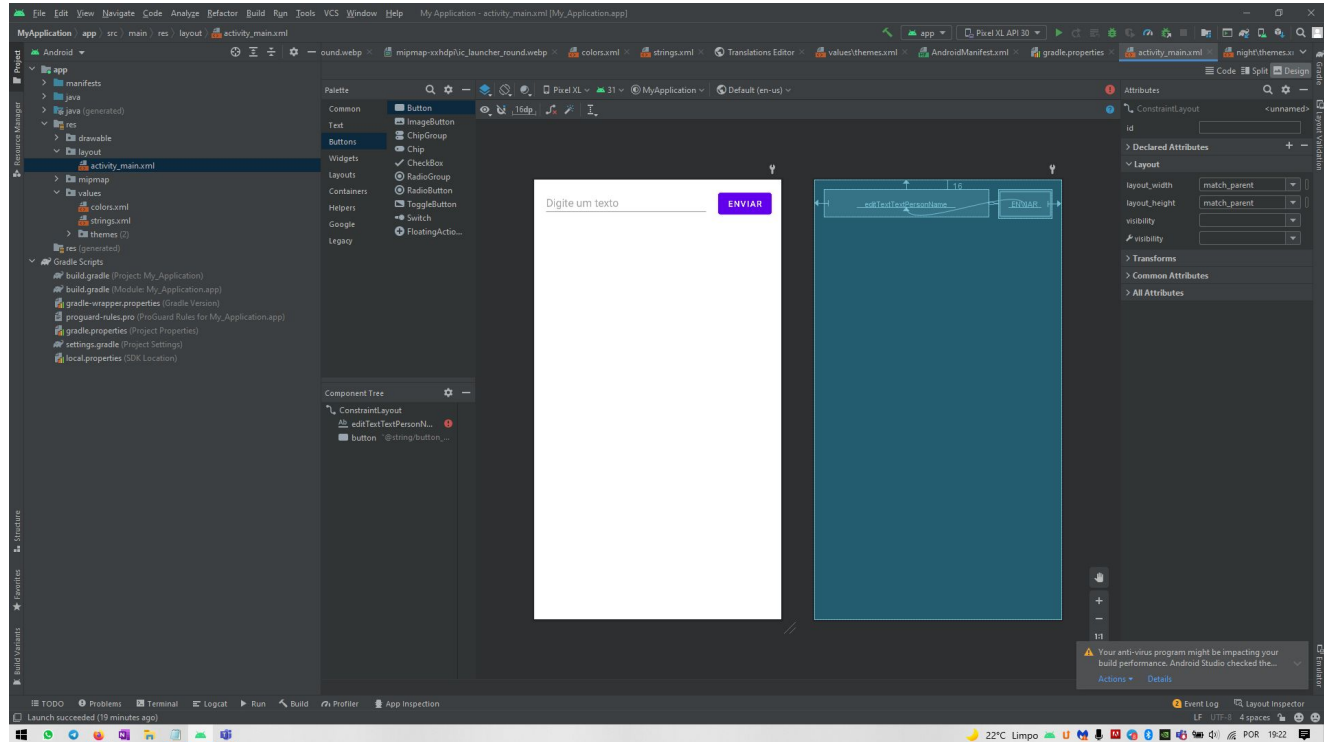 File Edit View Navigate Code Analyze Refactor Build Run Tools VCS Window Help My Application - activity_main.xml [My_Application.app]
MyApplication app src main res layout activity_main.xml
app Pixel XL API 30
Project
Resource Manager
Structure
Favorites
Build Variants
Android
app
manifests
java
java (generated)
res
drawable
layout
activity_main.xml
mipmap
values
colors.xml
strings.xml
themes (2)
res (generated)
Gradle Scripts
build.gradle (Project: My_Application)
build.gradle (Module: My_Application.app)
gradle-wrapper.properties (Gradle Version)
proguard-rules.pro (ProGuard Rules for My_Application.app)
gradle.properties (Project Properties)
settings.gradle (Project Settings)
local.properties (SDK Location)
ound.webp mipmap-xxhdpi\ic_launcher_round.webp colors.xml strings.xml Translations Editor values\themes.xml AndroidManifest.xml gradle.properties activity_main.xml night\themes.x
Code Split Design
Palette
Common
Text
Buttons
Widgets
Layouts
Containers
Helpers
Google
Legacy
Button
ImageButton
ChipGroup
Chip
CheckBox
RadioGroup
RadioButton
ToggleButton
Switch
FloatingActio...
Component Tree
ConstraintLayout
Ab editTextTextPersonN...
button "@string/button_...
Pixel XL 31 MyApplication Default (en-us)
16dp
Digite um texto ENVIAR
16
editTextTextPersonName ENVIAR
1:1
Attributes
ConstraintLayout <unnamed>
id
Declared Attributes
Layout
layout_width match_parent
layout_height match_parent
visibility
visibility
Transforms
Common Attributes
All Attributes
Gradle
Layout Validation
Emulator
Your anti-virus program might be impacting your
build performance. Android Studio checked the...
Actions Details
TODO Problems Terminal Logcat Run Build Profiler App Inspection 2 Event Log Layout Inspector
Launch succeeded (19 minutes ago) LF UTF-8 4 spaces
22°C Limpo POR 19:22